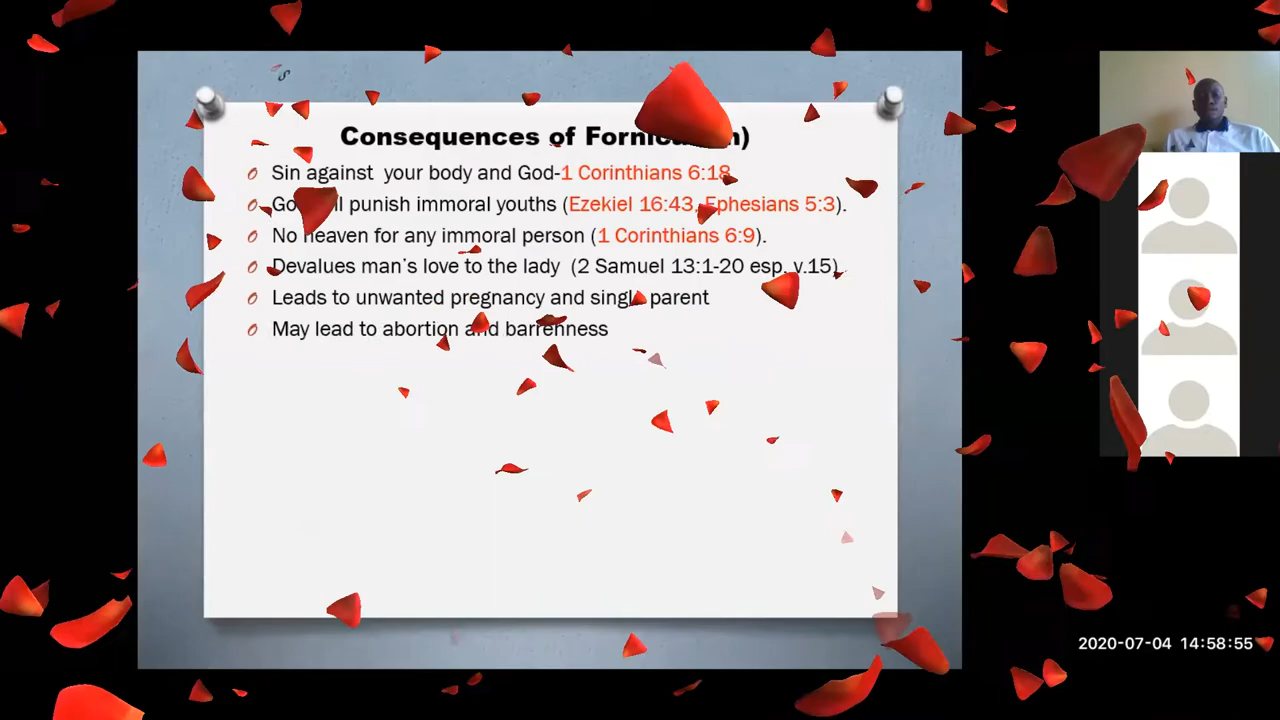 Consequences of
Sin against your body and God-1 Corinthians 6:18
punish immoral youths (Ezekiel 16:43, Ephesians 5:3).
No heaven for any immoral person (1 Corinthians 6:9).
Devalues man's love to the lady (2 Samuel 13:1-20 esp. v.15)
Leads to unwanted pregnancy and single parent
May lead to abortion and barrenness
2020-07-04 14:58:55